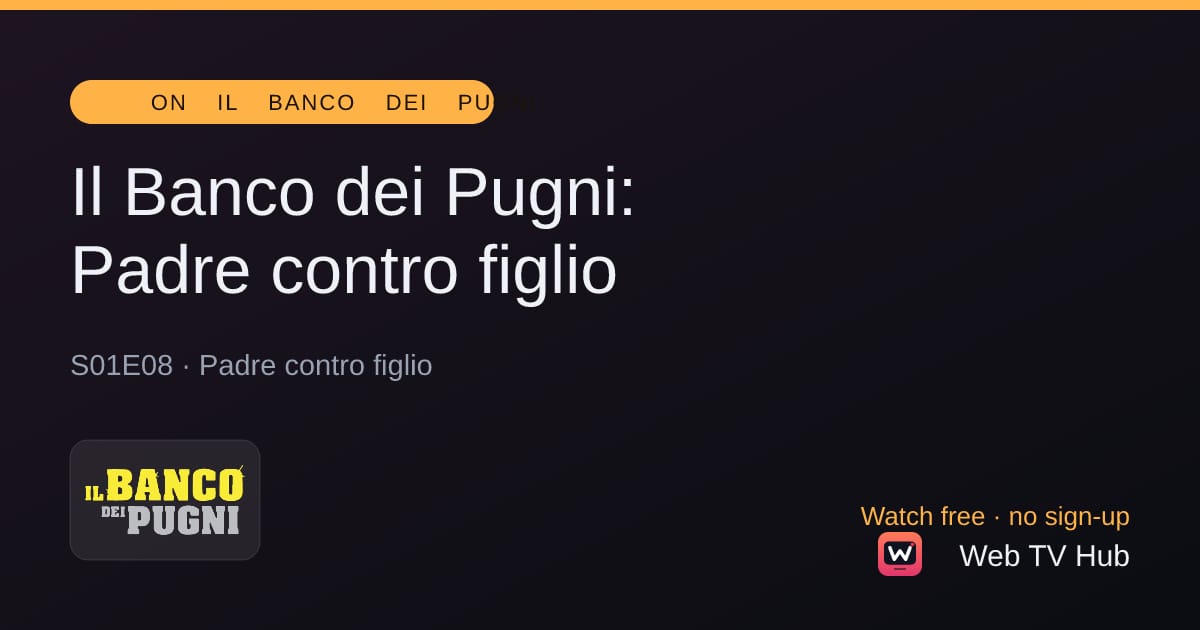 ON IL BANCO DEI PUGNI
Il Banco dei Pugni:
Padre contro figlio
S01E08 · Padre contro figlio
IL BANCO
DEI PUGNI
Watch free · no sign-up
W Web TV Hub